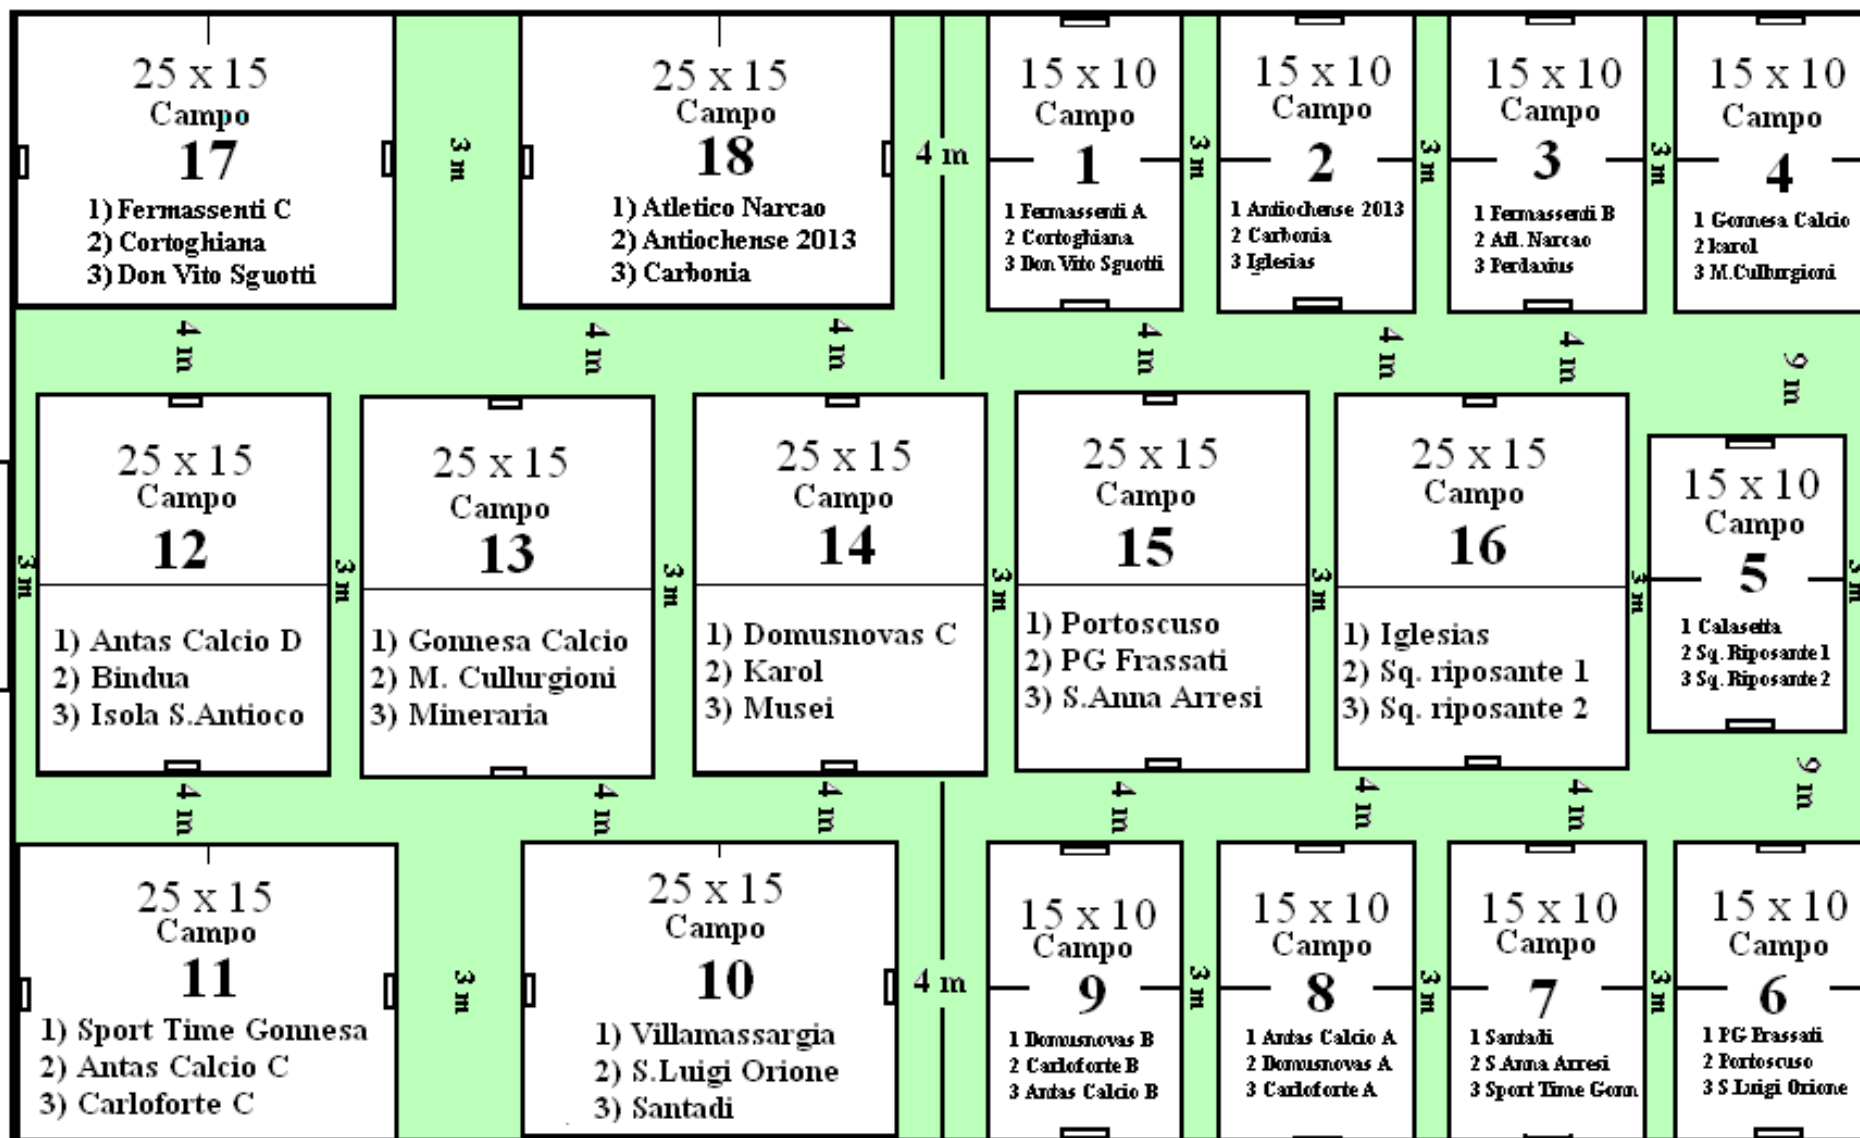 25 x 15
Campo
17
1) Fermassenti C
2) Cortoghiana
3) Don Vito Sguotti
3 m
25 x 15
Campo
18
1) Atletico Narcao
2) Antiochense 2013
3) Carbonia
4 m
15 x 10
Campo
1
1 Fermassenti A
2 Cortoghiana
3 Don Vito Sguotti
3 m
15 x 10
Campo
2
1 Antiochense 2013
2 Carbonia
3 Iglesias
3 m
15 x 10
Campo
3
1 Fermassenti B
2 Atl. Narcao
3 Perdaxius
3 m
15 x 10
Campo
4
1 Gonnesa Calcio
2 karol
3 M.Cullurgioni
4 m
4 m
4 m
4 m
4 m
4 m
9 m
3 m
25 x 15
Campo
12
1) Antas Calcio D
2) Bindua
3) Isola S.Antioco
3 m
25 x 15
Campo
13
1) Gonnesa Calcio
2) M. Cullurgioni
3) Mineraria
3 m
25 x 15
Campo
14
1) Domusnovas C
2) Karol
3) Musei
3 m
25 x 15
Campo
15
1) Portoscuso
2) PG Frassati
3) S.Anna Arresi
3 m
25 x 15
Campo
16
1) Iglesias
2) Sq. riposante 1
3) Sq. riposante 2
3 m
15 x 10
Campo
5
1 Calasetta
2 Sq. Riposante 1
3 Sq. Riposante 2
3 m
4 m
4 m
4 m
4 m
4 m
4 m
9 m
25 x 15
Campo
11
1) Sport Time Gonnesa
2) Antas Calcio C
3) Carloforte C
3 m
25 x 15
Campo
10
1) Villamassargia
2) S.Luigi Orione
3) Santadi
4 m
15 x 10
Campo
9
1 Domusnovas B
2 Carloforte B
3 Antas Calcio B
3 m
15 x 10
Campo
8
1 Antas Calcio A
2 Domusnovas A
3 Carloforte A
3 m
15 x 10
Campo
7
1 Santadi
2 S.Anna Arresi
3 Sport Time Gonn
3 m
15 x 10
Campo
6
1 PG Frassati
2 Portoscuso
3 S.Luigi Orione